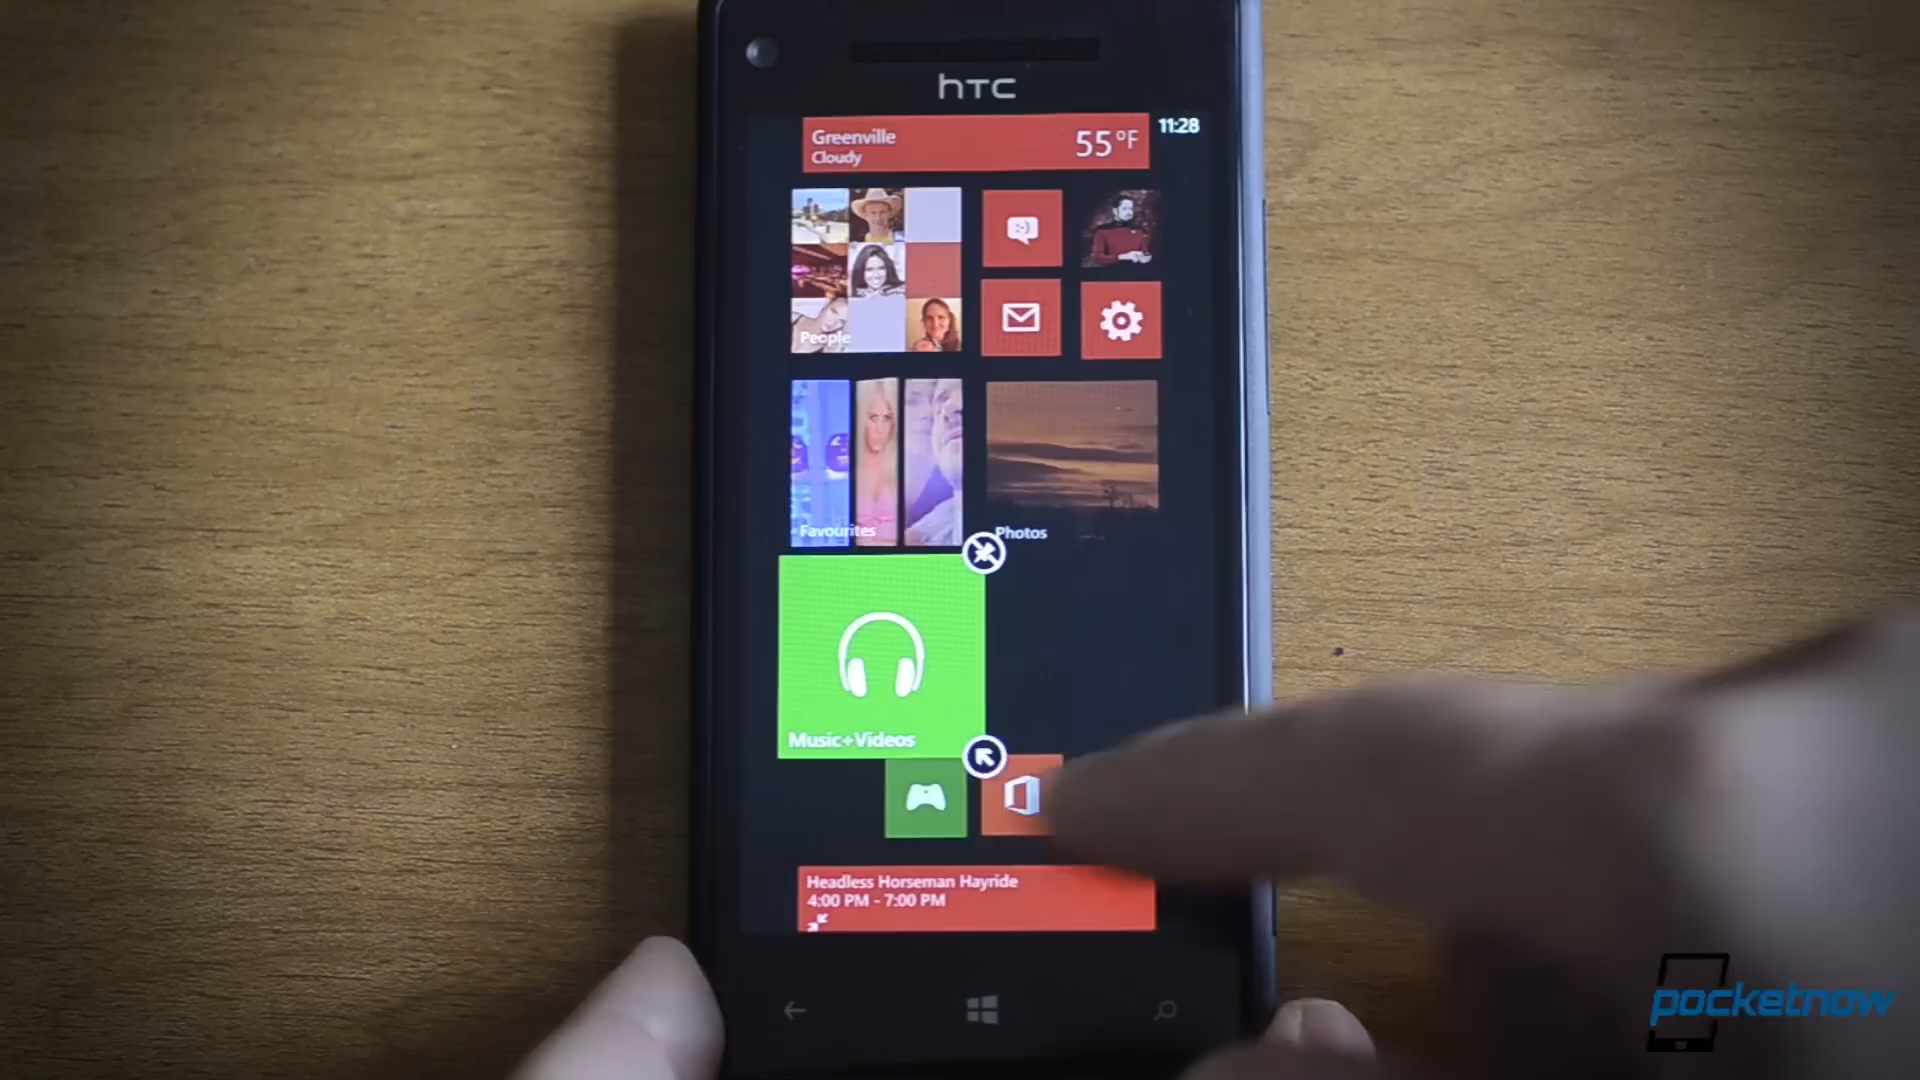 hTC
11:28
Greenville
Cloudy
55°F
People
Favourites
Photos
Music+Videos
Headless Horseman Hayride
4:00 PM - 7:00 PM
pocketnow